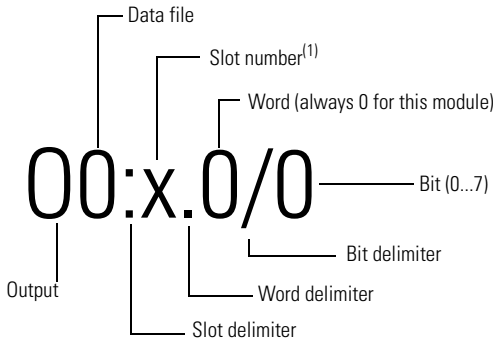 Data file
Slot number(1)
Word (always 0 for this module)
O0:x.0/0
Bit (0...7)
Bit delimiter
Output
Word delimiter
Slot delimiter